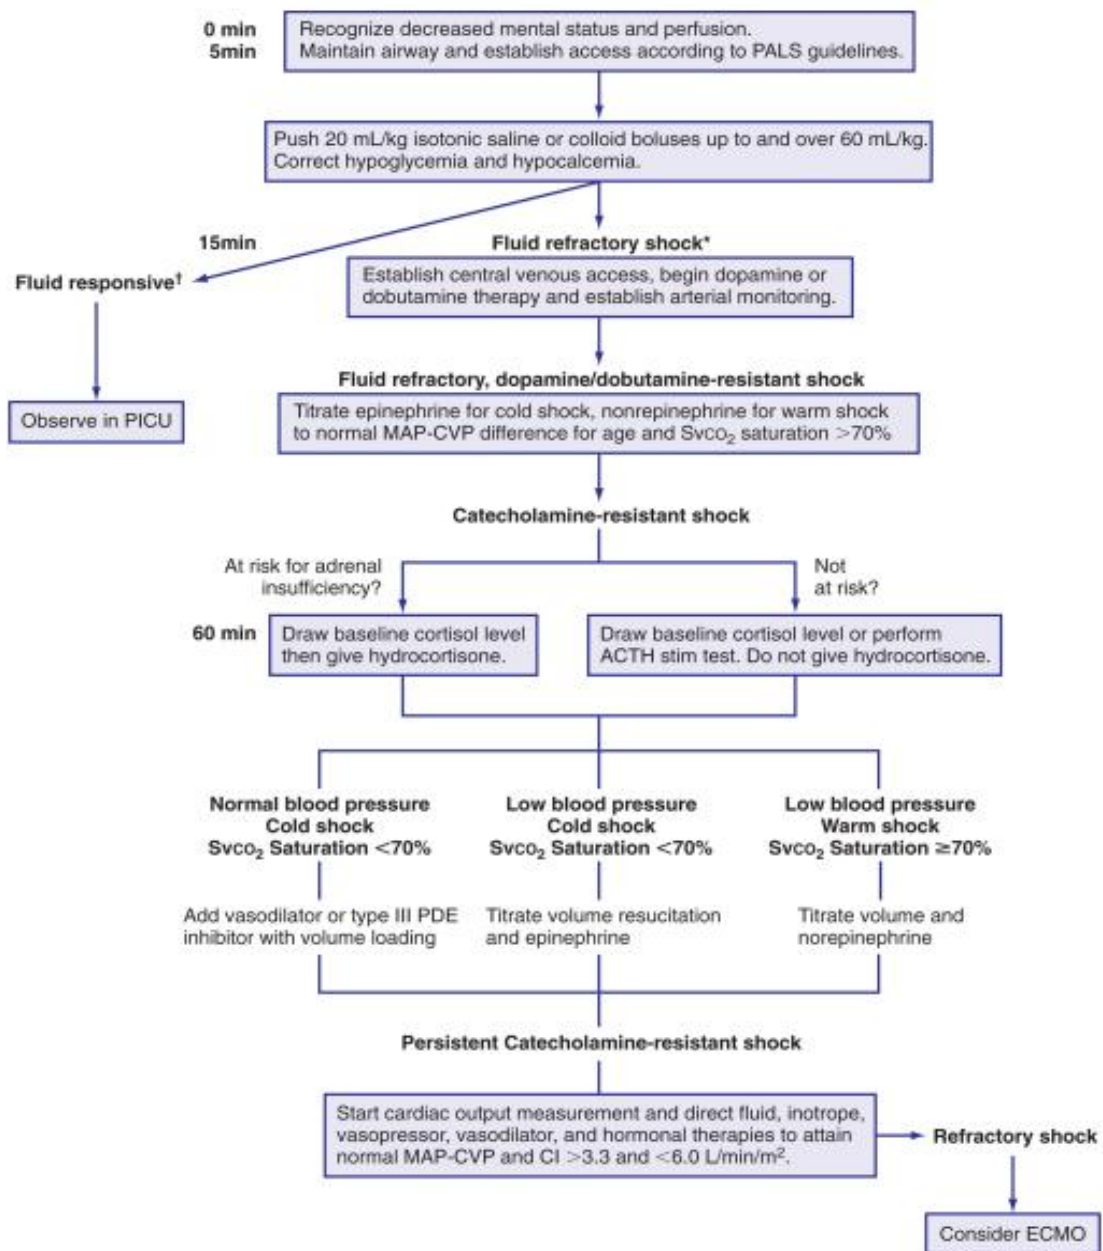 0 min
5min
Recognize decreased mental status and perfusion.
Maintain airway and establish access according to PALS guidelines.
Push 20 mL/kg isotonic saline or colloid boluses up to and over 60 mL/kg.
Correct hypoglycemia and hypocalcemia.
15min
Fluid responsive†
Observe in PICU
Fluid refractory shock*
Establish central venous access, begin dopamine or
dobutamine therapy and establish arterial monitoring.
Fluid refractory, dopamine/dobutamine-resistant shock
Titrate epinephrine for cold shock, nonrepinephrine for warm shock
to normal MAP-CVP difference for age and SVCO₂ saturation >70%
Catecholamine-resistant shock
At risk for adrenal
insufficiency?
Not
at risk?
60 min
Draw baseline cortisol level
then give hydrocortisone.
Draw baseline cortisol level or perform
ACTH stim test. Do not give hydrocortisone.
Normal blood pressure
Cold shock
SVCO₂ Saturation <70%
Low blood pressure
Cold shock
SVCO₂ Saturation <70%
Low blood pressure
Warm shock
SVCO₂ Saturation ≥70%
Add vasodilator or type III PDE
inhibitor with volume loading
Titrate volume resucitation
and epinephrine
Titrate volume and
norepinephrine
Persistent Catecholamine-resistant shock
Start cardiac output measurement and direct fluid, inotrope,
vasopressor, vasodilator, and hormonal therapies to attain
normal MAP-CVP and CI >3.3 and <6.0 L/min/m².
Refractory shock
Consider ECMO